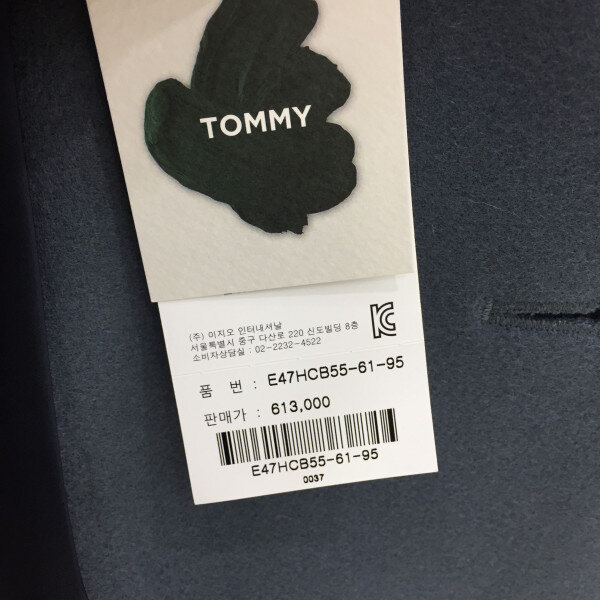 TOMMY
(주) 이지오 인터내셔날
서울특별시 중구 다산로 220 신도빌딩 8층
소비자상담실 : 02-2232-4522
품 번 : E47HCB55-61-95
판매가 : 613,000
E47HCB55-61-95
0037